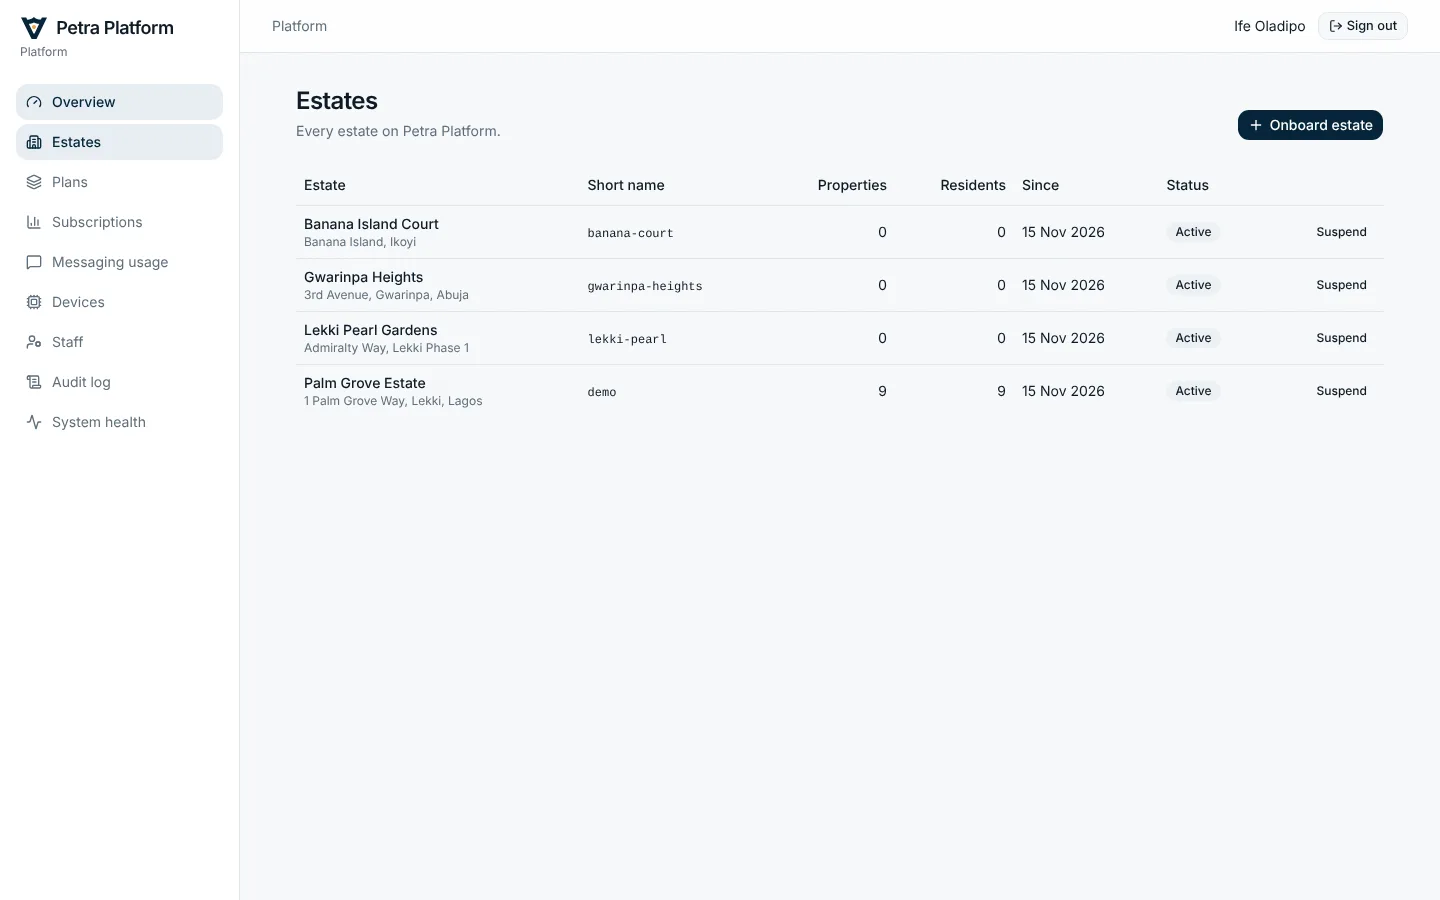 Petra Platform
Platform
Overview
Estates
Plans
Subscriptions
Messaging usage
Devices
Staff
Audit log
System health
Platform
Ife Oladipo Sign out
Estates
Every estate on Petra Platform.
Onboard estate
Estate Short name Properties Residents Since Status
Banana Island Court
Banana Island, Ikoyi
banana-court 0 0 15 Nov 2026 Active Suspend
Gwarinpa Heights
3rd Avenue, Gwarinpa, Abuja
gwarinpa-heights 0 0 15 Nov 2026 Active Suspend
Lekki Pearl Gardens
Admiralty Way, Lekki Phase 1
lekki-pearl 0 0 15 Nov 2026 Active Suspend
Palm Grove Estate
1 Palm Grove Way, Lekki, Lagos
demo 9 9 15 Nov 2026 Active Suspend